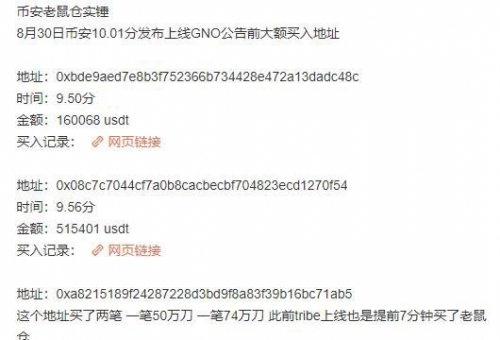 币安老鼠仓实锤
8月30日币安10.01分发布上线GNO公告前大额买入地址
地址：0xbde9aed7e8b3f752366b734428e472a13dadc48c
时间：9.50分
金额：160068 usdt
买入记录： 网页链接
地址：0x08c7c7044cf7a0b8cacbecbf704823ecd1270f54
时间：9.56分
金额：515401 usdt
买入记录： 网页链接
地址：0xa8215189f24287228d3bd9f8a83f39b16bc71ab5
这个地址买了两笔 一笔50万刀 一笔74万刀 此前tribe上线也是提前7分钟买了老鼠
仓